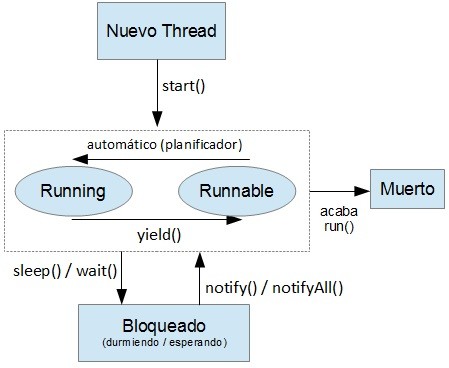 Nuevo Thread
start()
automático (planificador)
Running
Runnable
yield()
Muerto
acaba
run()
sleep() / wait()
notify() / notifyAll()
Bloqueado
(durmiendo / esperando)